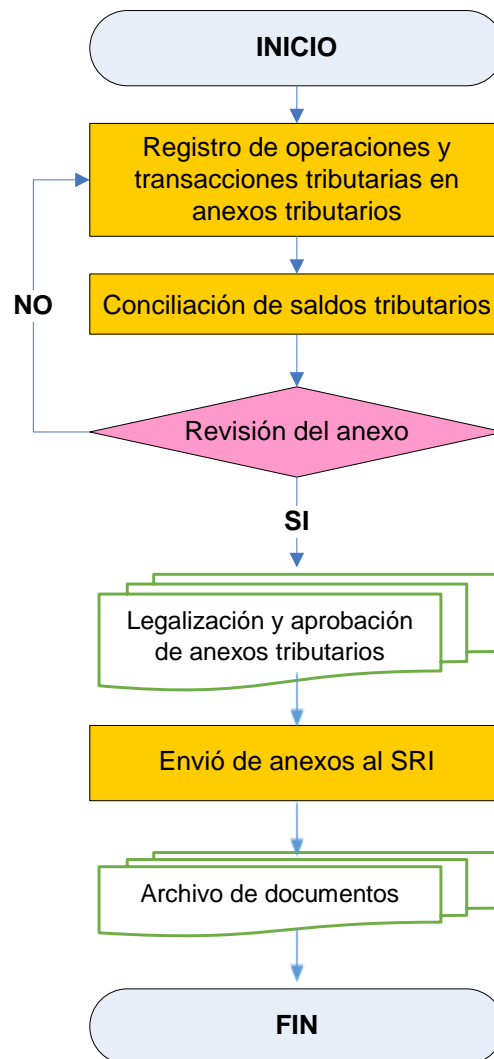 INICIO
Registro de operaciones y
transacciones tributarias en
anexos tributarios
NO
Conciliación de saldos tributarios
Revisión del anexo
SI
Legalización y aprobación
de anexos tributarios
Envió de anexos al SRI
Archivo de documentos
FIN